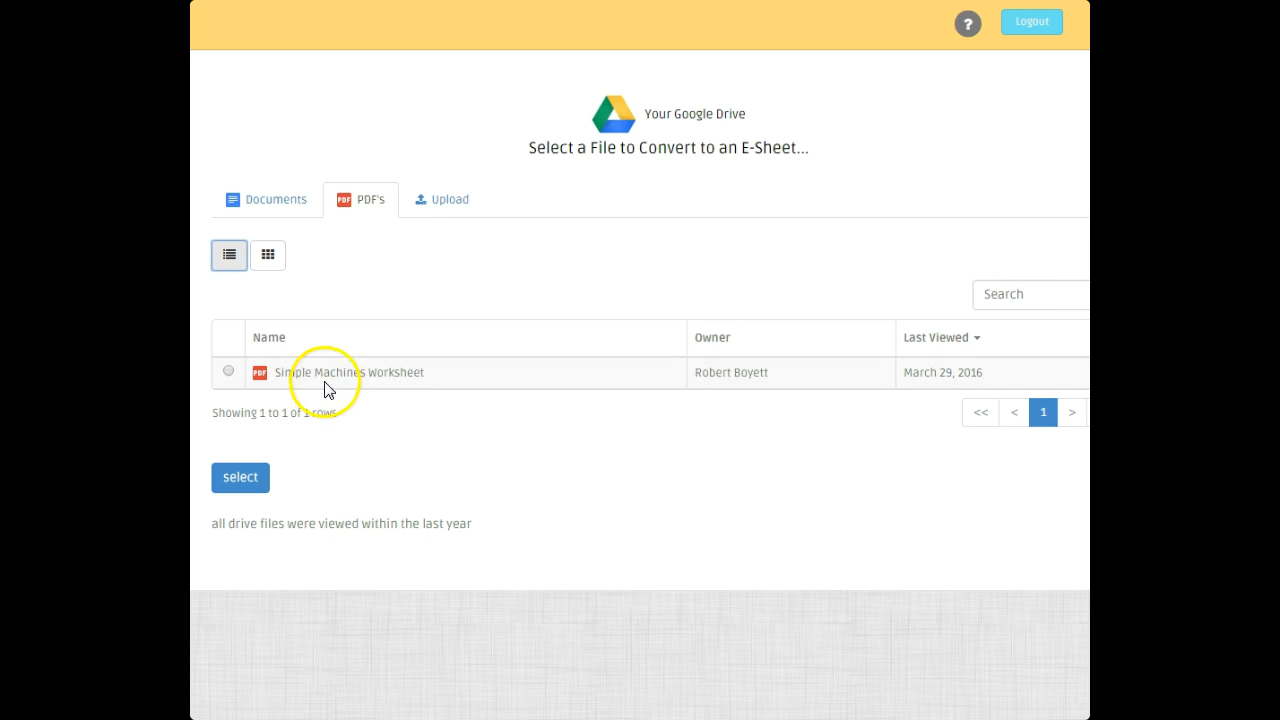 ? Logout
Your Google Drive
Select a File to Convert to an E-Sheet...
Documents PDF PDF's Upload
Search
Name Owner Last Viewed
PDF Simple Machines Worksheet Robert Boyett March 29, 2016
Showing 1 to 1 of 1 rows << < 1 >
select
all drive files were viewed within the last year